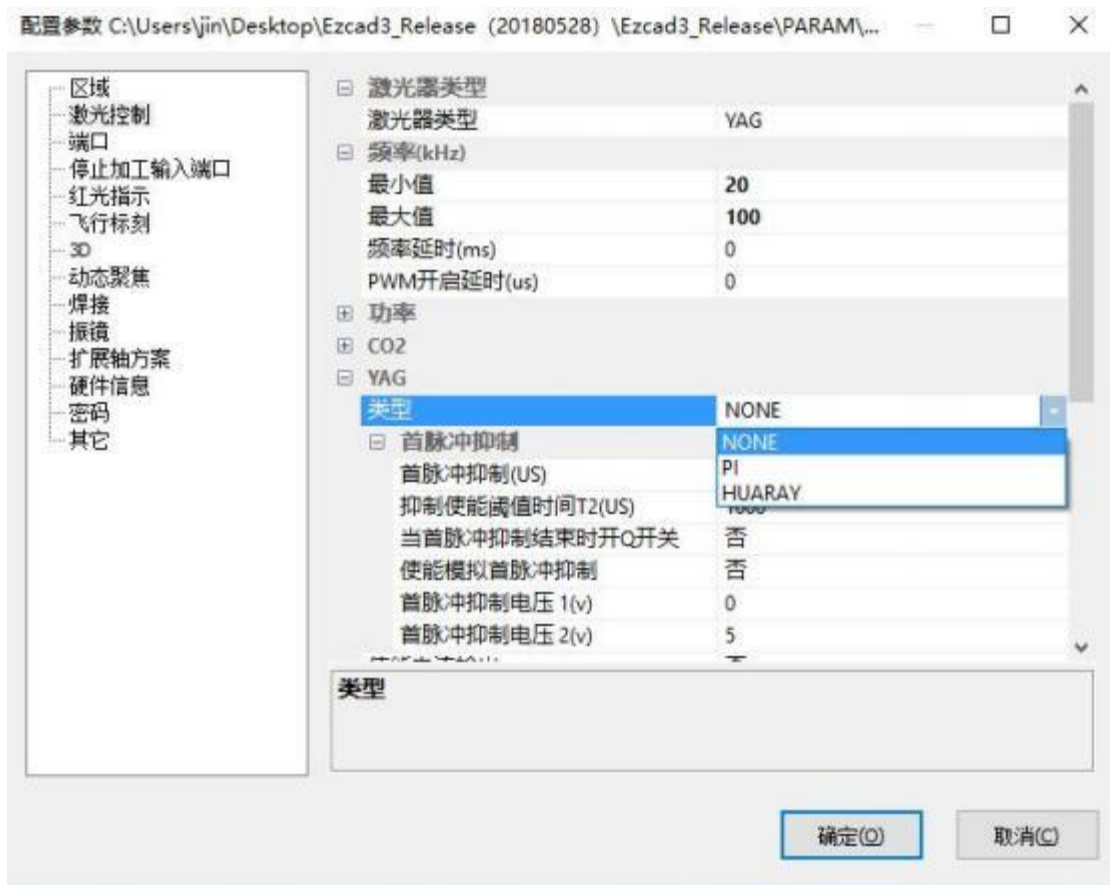 配置参数 C:\Users\jin\Desktop\Ezcad3_Release (20180528) \Ezcad3_Release\PARAM\...
区域
激光控制
端口
停止加工输入端口
红光指示
飞行标刻
3D
动态聚焦
焊接
振镜
扩展轴方案
硬件信息
密码
其它
激光器类型
激光器类型 YAG
频率(kHz)
最小值 20
最大值 100
频率延时(ms) 0
PWM开启延时(us) 0
功率
CO2
YAG
类型 NONE
首脉冲抑制 NONE
首脉冲抑制(US) PI
HUARAY
抑制使能阈值时间T2(US) 1000
当首脉冲抑制结束时开Q开关 否
使能模拟首脉冲抑制 否
首脉冲抑制电压 1(v) 0
首脉冲抑制电压 2(v) 5
类型
确定(O) 取消(C)